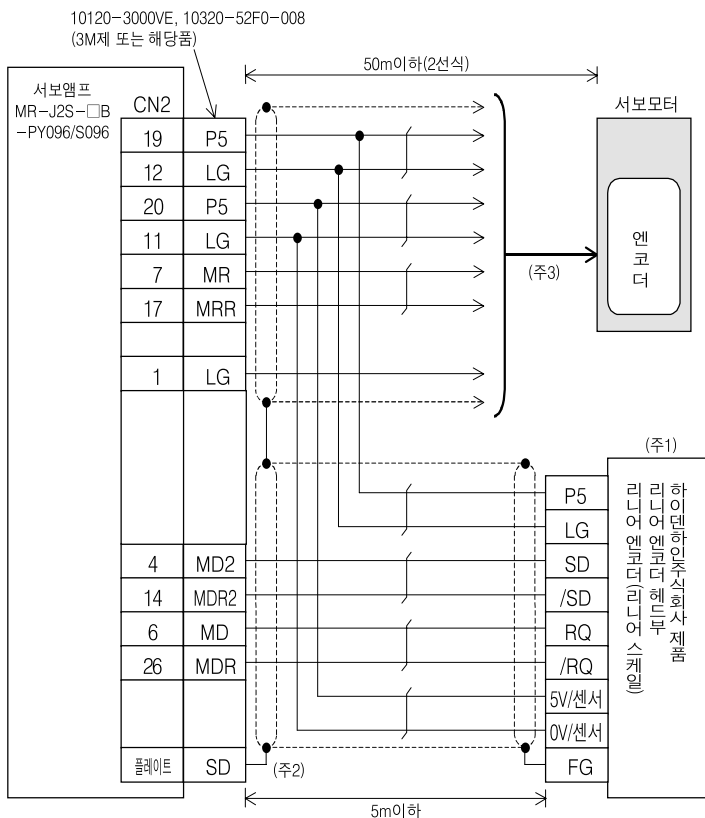 10120-3000VE, 10320-52F0-008
(3M제 또는 해당품)
50m이하(2선식)
서보앰프
MR-J2S-□B
-PY096/S096
CN2
서보모터
19 P5
12 LG
20 P5
11 LG
7 MR
17 MRR
1 LG
엔코더
(주3)
(주1)
4 MD2
14 MDR2
6 MD
26 MDR
플레이트 SD
(주2)
P5
LG
SD
/SD
RQ
/RQ
5V/센서
0V/센서
FG
하이덴하인주식회사 제품
리니어 엔코더 헤드부
리니어 엔코더(리니어 스케일)
5m이하